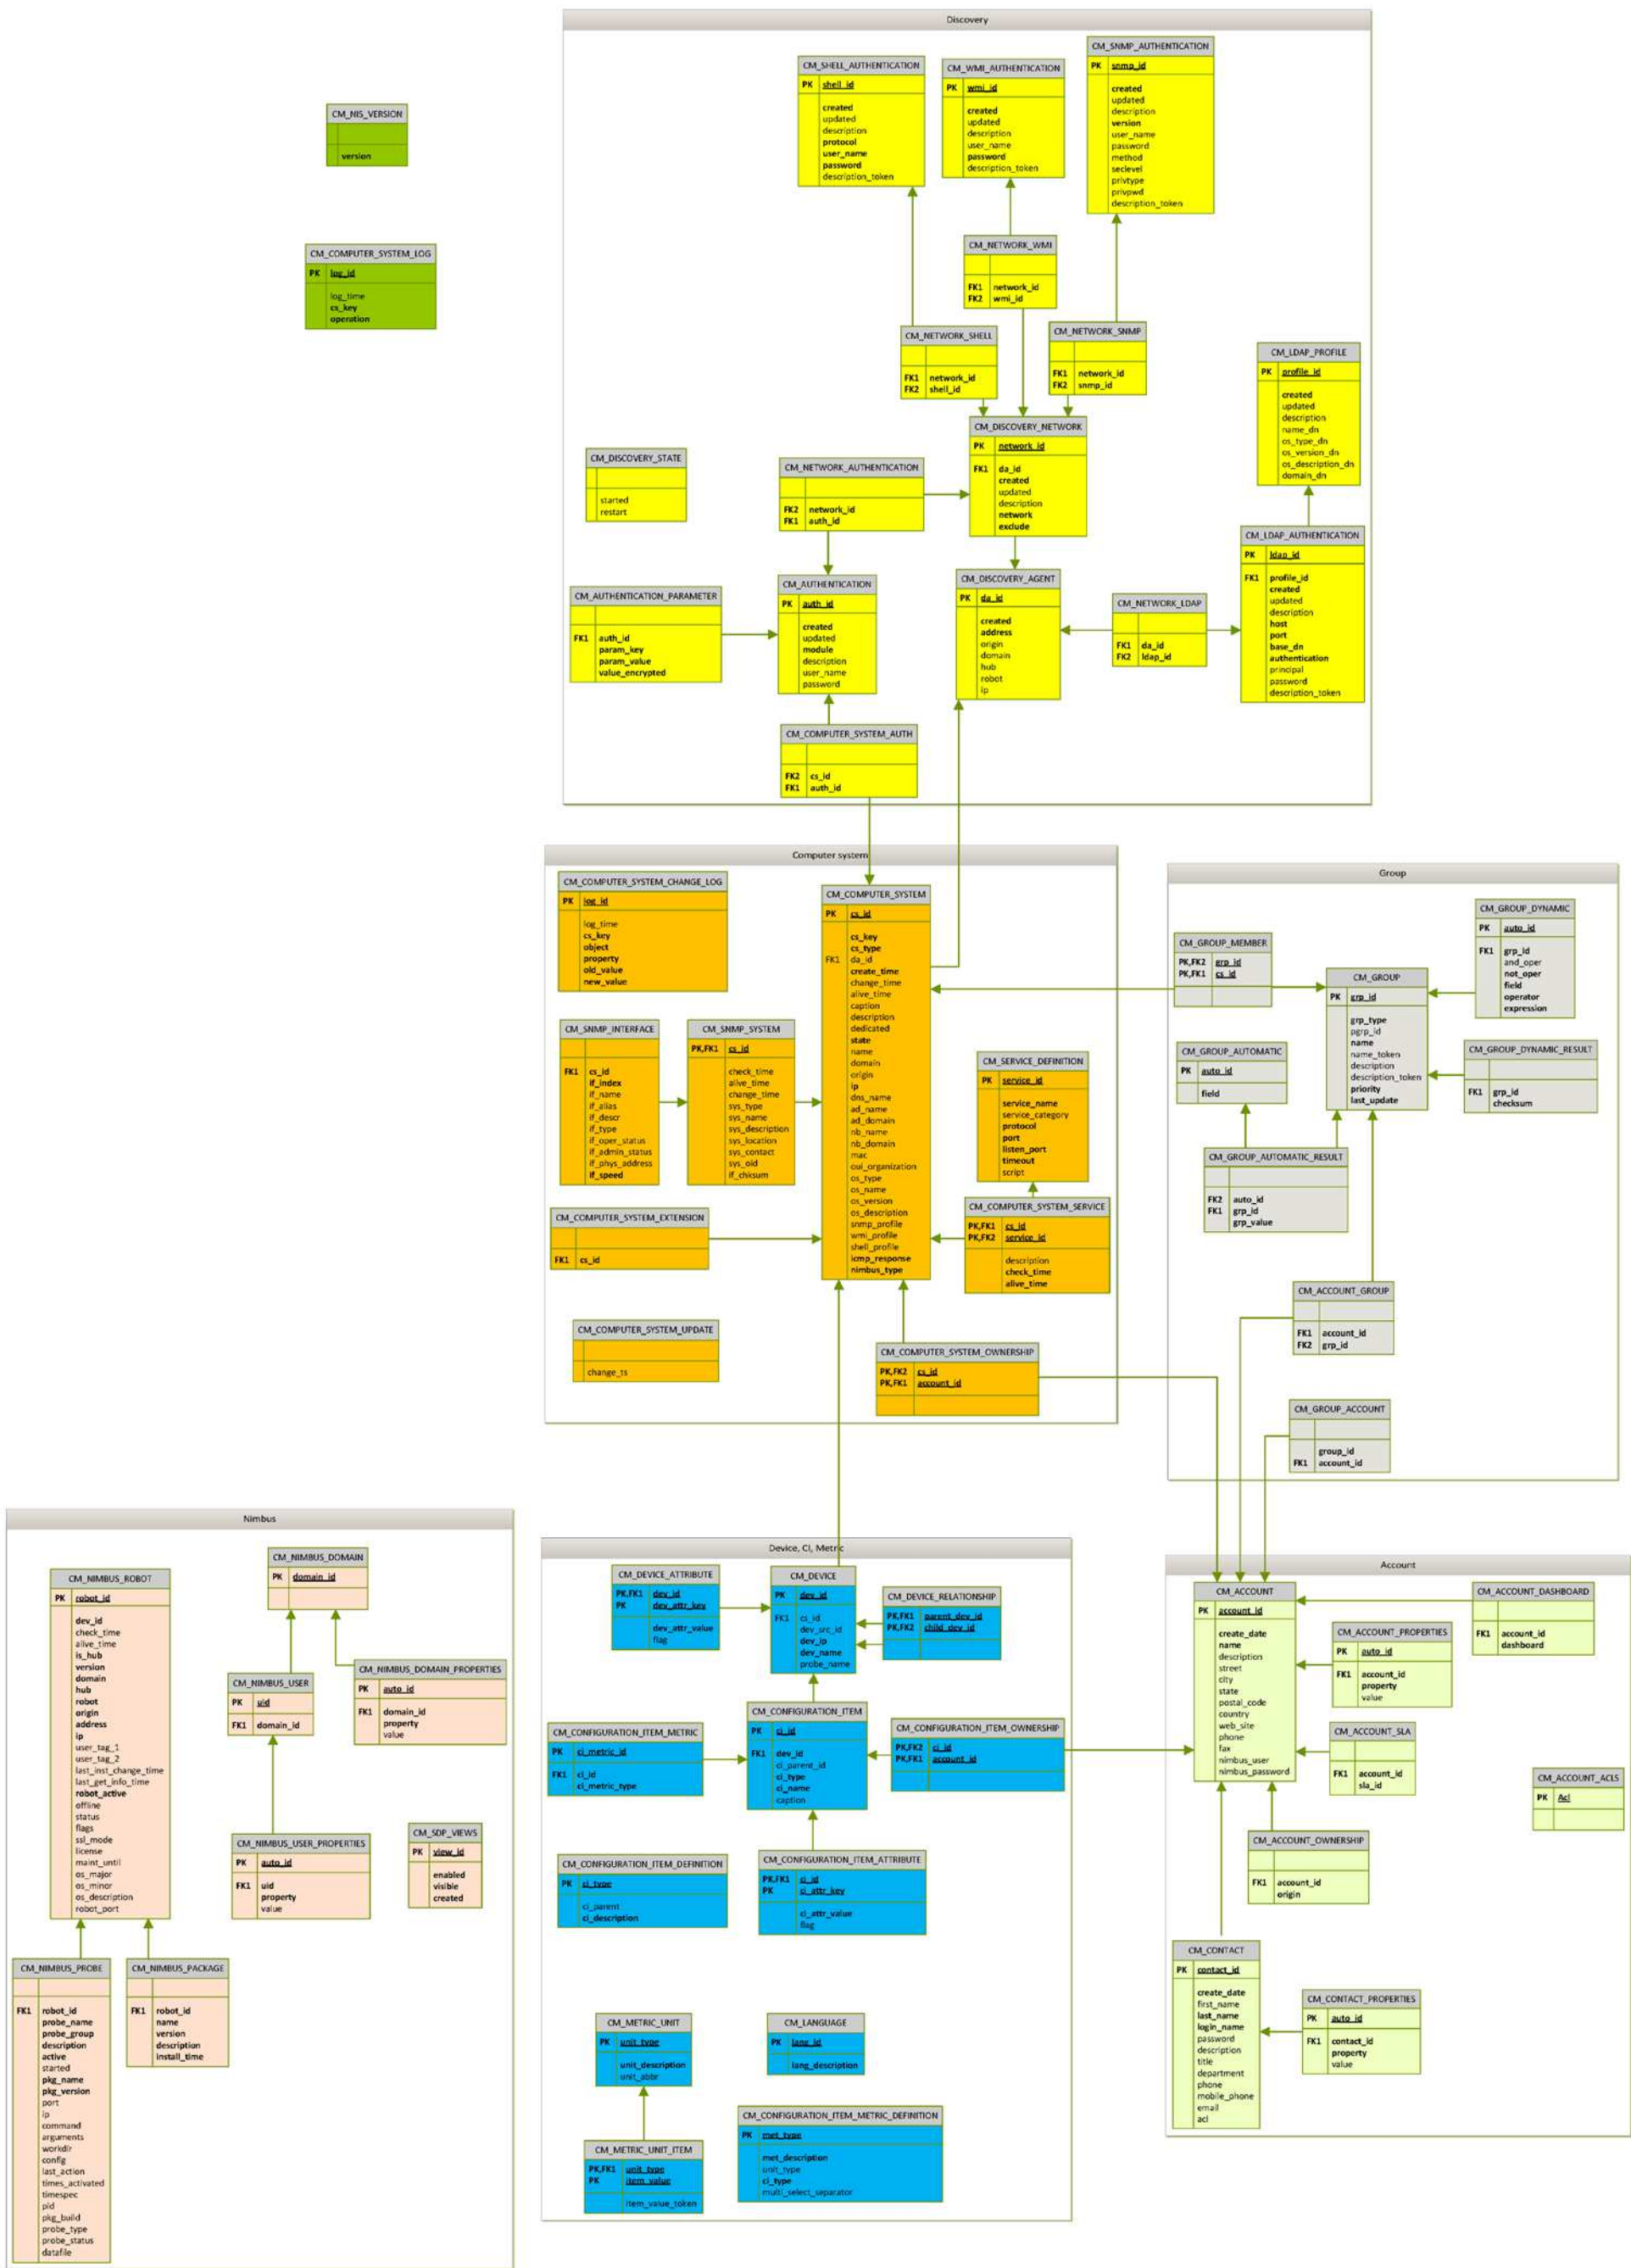 CM_NIS_VERSION
version
CM_COMPUTER_SYSTEM_LOG
PK log_id
log_time
cs_key
operation
Discovery
CM_SHELL_AUTHENTICATION
PK shell_id
created
updated
description
protocol
user_name
password
description_token
CM_WMI_AUTHENTICATION
PK wmi_id
created
updated
description
user_name
password
description_token
CM_SNMP_AUTHENTICATION
PK snmp_id
created
updated
description
version
user_name
password
method
seclevel
privtype
privpwd
description_token
CM_NETWORK_WMI
FK1 network_id
FK2 wmi_id
CM_NETWORK_SHELL
FK1 network_id
FK2 shell_id
CM_NETWORK_SNMP
FK1 network_id
FK2 snmp_id
CM_LDAP_PROFILE
PK profile_id
created
updated
description
name_dn
os_type_dn
os_version_dn
os_description_dn
domain_dn
CM_DISCOVERY_STATE
started
restart
CM_NETWORK_AUTHENTICATION
FK2 network_id
FK1 auth_id
CM_DISCOVERY_NETWORK
PK network_id
FK1 da_id
created
updated
description
network
exclude
CM_LDAP_AUTHENTICATION
PK ldap_id
FK1 profile_id
created
updated
description
host
port
base_dn
authentication
principal
password
description_token
CM_AUTHENTICATION_PARAMETER
FK1 auth_id
param_key
param_value
value_encrypted
CM_AUTHENTICATION
PK auth_id
created
updated
module
description
user_name
password
CM_DISCOVERY_AGENT
PK da_id
created
address
origin
domain
hub
robot
ip
CM_NETWORK_LDAP
FK1 da_id
FK2 ldap_id
CM_COMPUTER_SYSTEM_AUTH
FK2 cs_id
FK1 auth_id
Computer system
CM_COMPUTER_SYSTEM_CHANGE_LOG
PK log_id
log_time
cs_key
object
property
old_value
new_value
CM_COMPUTER_SYSTEM
PK cs_id
cs_key
cs_type
FK1 da_id
create_time
change_time
alive_time
caption
description
dedicated
state
name
domain
origin
ip
dns_name
ad_name
ad_domain
nb_name
nb_domain
mac
oui_organization
os_type
os_name
os_version
os_description
snmp_profile
wmi_profile
shell_profile
icmp_response
nimbus_type
CM_SNMP_INTERFACE
FK1 cs_id
if_index
if_name
if_alias
if_descr
if_type
if_oper_status
if_admin_status
if_phys_address
if_speed
CM_SNMP_SYSTEM
PK,FK1 cs_id
check_time
alive_time
change_time
sys_type
sys_name
sys_description
sys_location
sys_contact
sys_oid
if_chksum
CM_SERVICE_DEFINITION
PK service_id
service_name
service_category
protocol
port
listen_port
timeout
script
CM_COMPUTER_SYSTEM_EXTENSION
FK1 cs_id
CM_COMPUTER_SYSTEM_SERVICE
PK,FK1 cs_id
PK,FK2 service_id
description
check_time
alive_time
CM_COMPUTER_SYSTEM_UPDATE
change_ts
CM_COMPUTER_SYSTEM_OWNERSHIP
PK,FK2 cs_id
PK,FK1 account_id
Group
CM_GROUP_MEMBER
PK,FK2 grp_id
PK,FK1 cs_id
CM_GROUP
PK grp_id
grp_type
pgrp_id
name
name_token
description
description_token
priority
last_update
CM_GROUP_DYNAMIC
PK auto_id
FK1 grp_id
and_oper
not_oper
field
operator
expression
CM_GROUP_AUTOMATIC
PK auto_id
field
CM_GROUP_DYNAMIC_RESULT
FK1 grp_id
checksum
CM_GROUP_AUTOMATIC_RESULT
FK2 auto_id
FK1 grp_id
grp_value
CM_ACCOUNT_GROUP
FK1 account_id
FK2 grp_id
CM_GROUP_ACCOUNT
group_id
FK1 account_id
Nimbus
CM_NIMBUS_ROBOT
PK robot_id
dev_id
check_time
alive_time
is_hub
version
domain
hub
robot
origin
address
ip
user_tag_1
user_tag_2
last_inst_change_time
last_get_info_time
robot_active
offline
status
flags
ssl_mode
license
maint_until
os_major
os_minor
os_description
robot_port
CM_NIMBUS_DOMAIN
PK domain_id
CM_NIMBUS_USER
PK uid
FK1 domain_id
CM_NIMBUS_DOMAIN_PROPERTIES
PK auto_id
FK1 domain_id
property
value
CM_NIMBUS_USER_PROPERTIES
PK auto_id
FK1 uid
property
value
CM_SDP_VIEWS
PK view_id
enabled
visible
created
CM_NIMBUS_PROBE
FK1 robot_id
probe_name
probe_group
description
active
started
pkg_name
pkg_version
port
ip
command
arguments
workdir
config
last_action
times_activated
timespec
pid
pkg_build
probe_type
probe_status
datafile
CM_NIMBUS_PACKAGE
FK1 robot_id
name
version
description
install_time
Device, CI, Metric
CM_DEVICE_ATTRIBUTE
PK,FK1 dev_id
PK dev_attr_key
dev_attr_value
flag
CM_DEVICE
PK dev_id
FK1 cs_id
dev_src_id
dev_ip
dev_name
probe_name
CM_DEVICE_RELATIONSHIP
PK,FK1 parent_dev_id
PK,FK2 child_dev_id
CM_CONFIGURATION_ITEM_METRIC
PK ci_metric_id
FK1 ci_id
ci_metric_type
CM_CONFIGURATION_ITEM
PK ci_id
FK1 dev_id
ci_parent_id
ci_type
ci_name
caption
CM_CONFIGURATION_ITEM_OWNERSHIP
PK,FK2 ci_id
PK,FK1 account_id
CM_CONFIGURATION_ITEM_DEFINITION
PK ci_type
ci_parent
ci_description
CM_CONFIGURATION_ITEM_ATTRIBUTE
PK,FK1 ci_id
PK ci_attr_key
ci_attr_value
flag
CM_METRIC_UNIT
PK unit_type
unit_description
unit_abbr
CM_LANGUAGE
PK lang_id
lang_description
CM_METRIC_UNIT_ITEM
PK,FK1 unit_type
PK item_value
item_value_token
CM_CONFIGURATION_ITEM_METRIC_DEFINITION
PK met_type
met_description
unit_type
ci_type
multi_select_separator
Account
CM_ACCOUNT
PK account_id
create_date
name
description
street
city
state
postal_code
country
web_site
phone
fax
nimbus_user
nimbus_password
CM_ACCOUNT_DASHBOARD
FK1 account_id
dashboard
CM_ACCOUNT_PROPERTIES
PK auto_id
FK1 account_id
property
value
CM_ACCOUNT_SLA
FK1 account_id
sla_id
CM_ACCOUNT_ACLS
PK Acl
CM_ACCOUNT_OWNERSHIP
FK1 account_id
origin
CM_CONTACT
PK contact_id
create_date
first_name
last_name
login_name
password
description
title
department
phone
mobile_phone
email
acl
CM_CONTACT_PROPERTIES
PK auto_id
FK1 contact_id
property
value